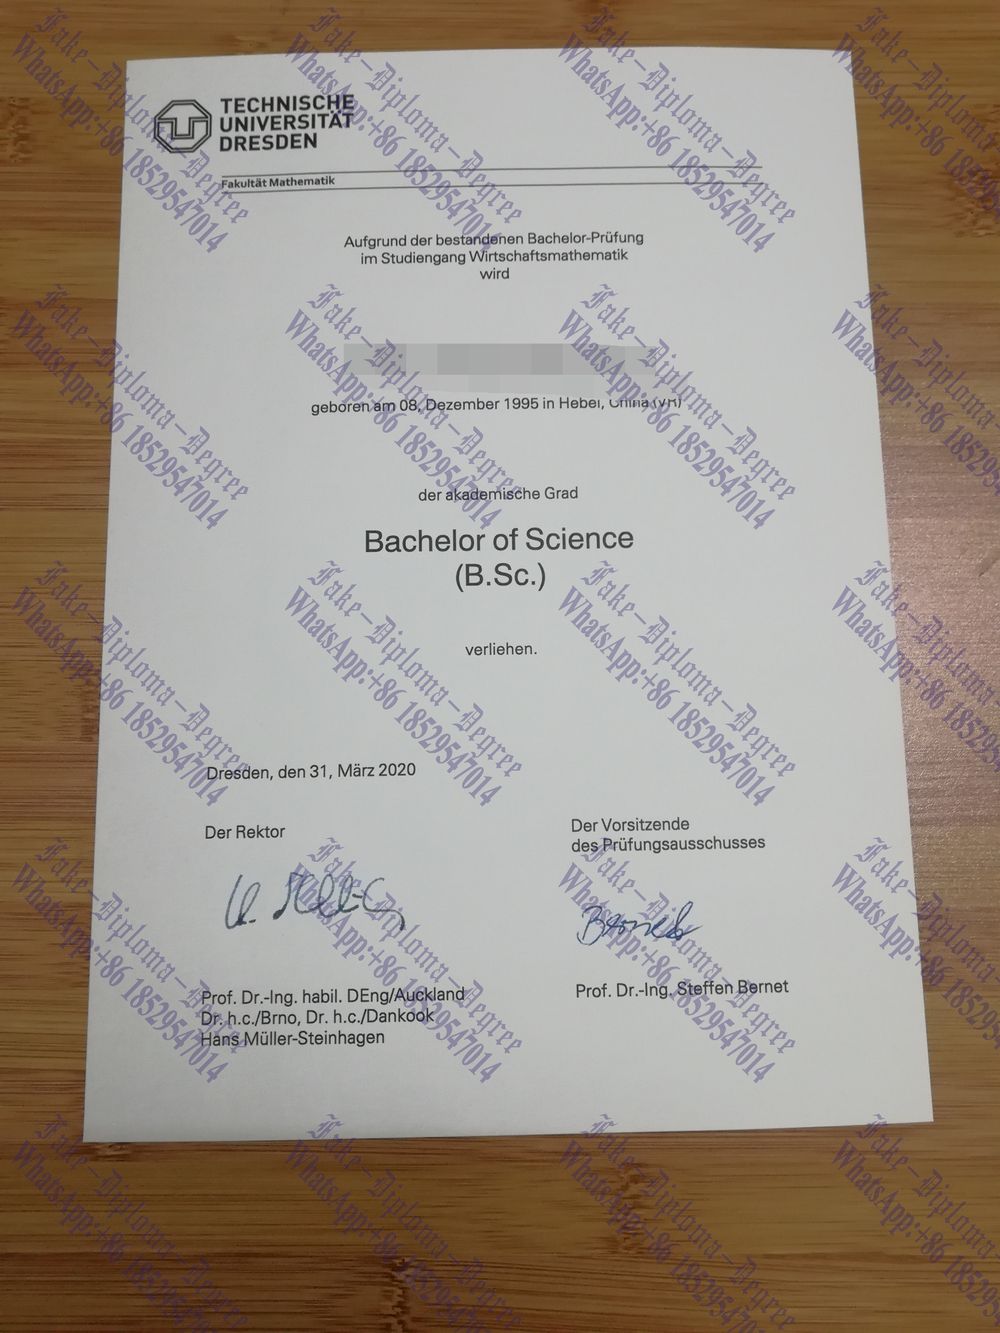 TECHNISCHE
UNIVERSITÄT
DRESDEN
Fakultät Mathematik
Aufgrund der bestandenen Bachelor-Prüfung
im Studiengang Wirtschaftsmathematik
wird
geboren am 08, Dezember 1995 in Hebei, China (VR)
der akademische Grad
Bachelor of Science
(B.Sc.)
verliehen.
Dresden, den 31, März 2020
Der Rektor
Der Vorsitzende
des Prüfungsausschusses
Prof. Dr.-Ing. habil. DEng/Auckland
Dr. h.c./Brno, Dr. h.c./Dankook
Hans Müller-Steinhagen
Prof. Dr.-Ing. Steffen Bernet
Fake-Diploma-Degree
WhatsApp:+86 18529547014